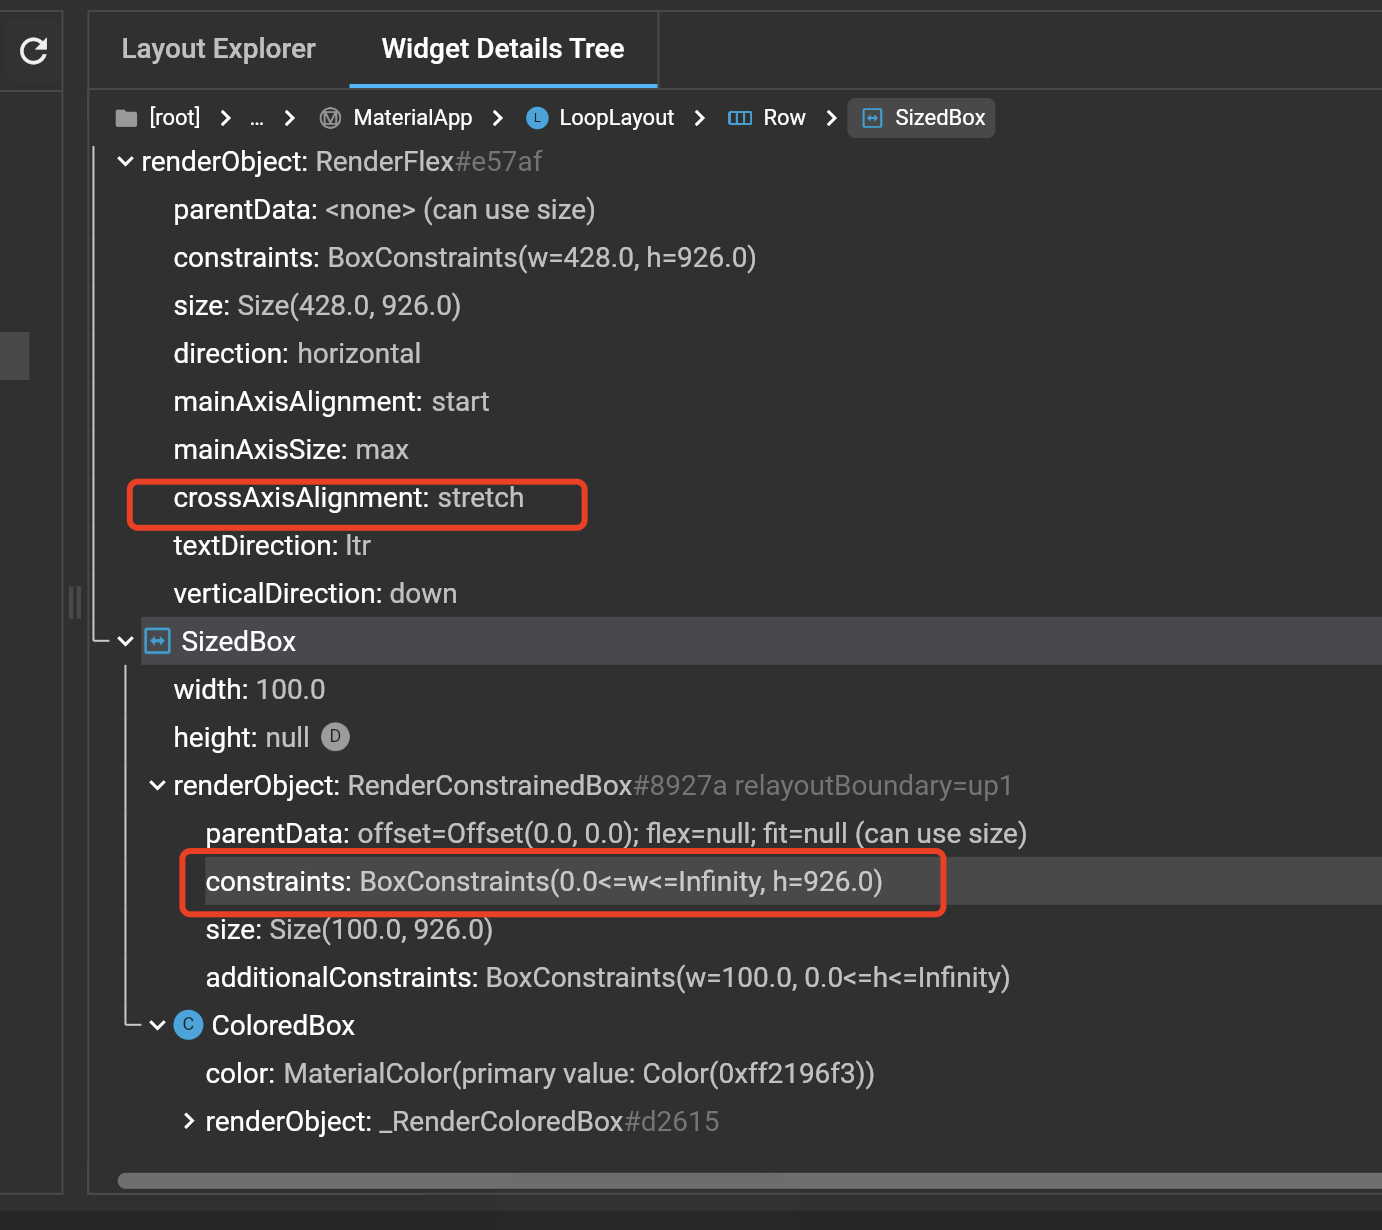 Layout Explorer Widget Details Tree
[root] ... MaterialApp L LoopLayout Row SizedBox
renderObject: RenderFlex#e57af
parentData: <none> (can use size)
constraints: BoxConstraints(w=428.0, h=926.0)
size: Size(428.0, 926.0)
direction: horizontal
mainAxisAlignment: start
mainAxisSize: max
crossAxisAlignment: stretch
textDirection: ltr
verticalDirection: down
SizedBox
width: 100.0
height: null D
renderObject: RenderConstrainedBox#8927a relayoutBoundary=up1
parentData: offset=Offset(0.0, 0.0); flex=null; fit=null (can use size)
constraints: BoxConstraints(0.0<=w<=Infinity, h=926.0)
size: Size(100.0, 926.0)
additionalConstraints: BoxConstraints(w=100.0, 0.0<=h<=Infinity)
C ColoredBox
color: MaterialColor(primary value: Color(0xff2196f3))
renderObject: _RenderColoredBox#d2615